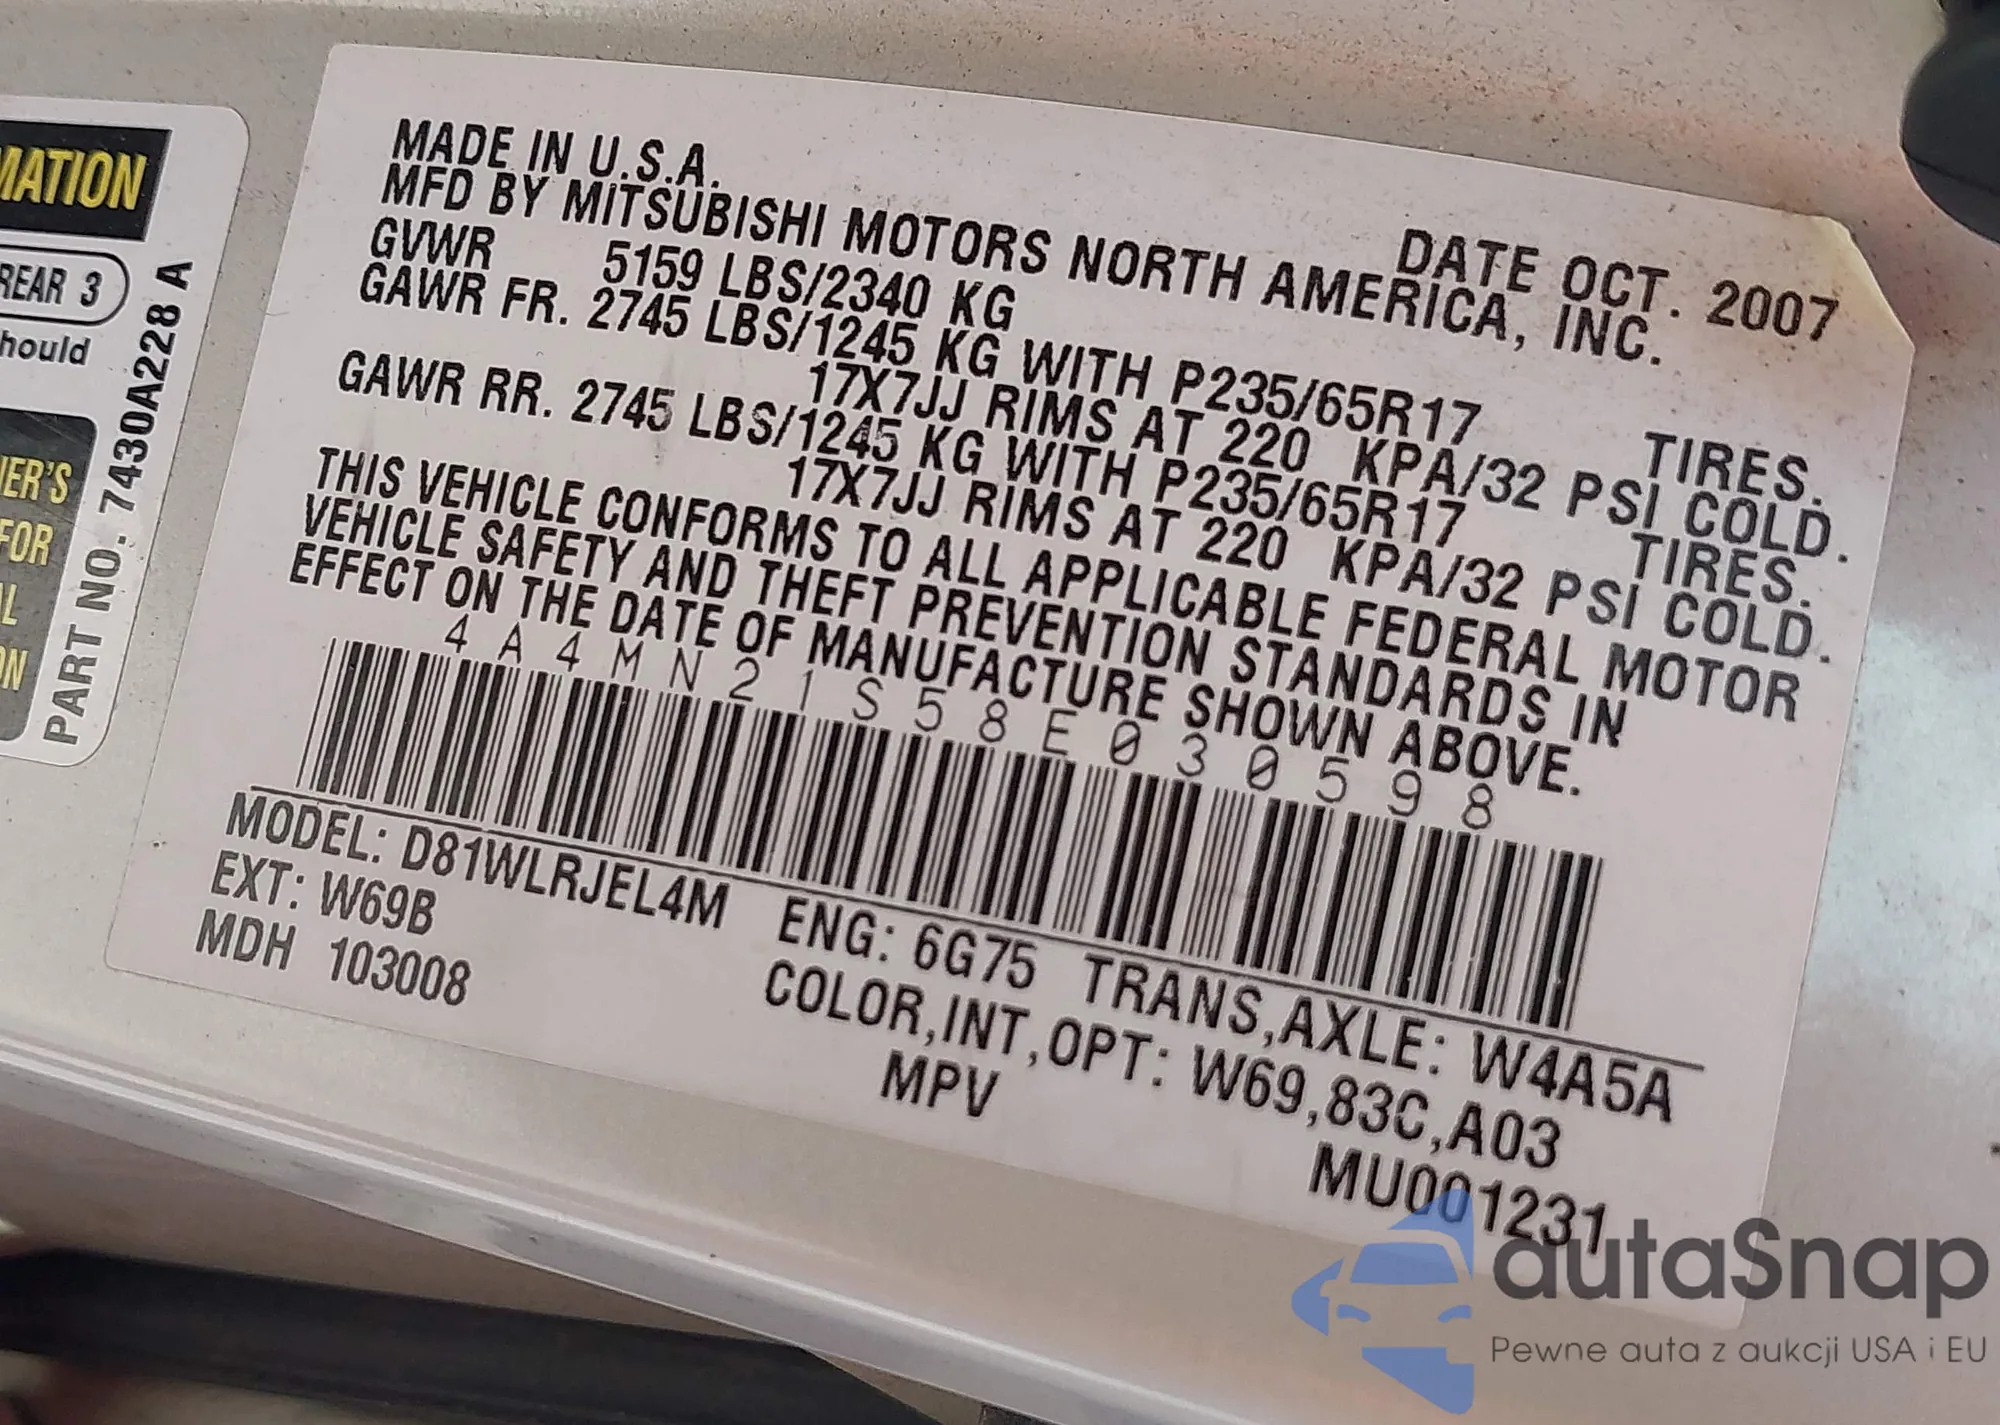 MATION
REAR 3
hould
NER'S
FOR
AL
ON
PART NO. 7430A228 A
MADE IN U.S.A.
DATE OCT. 2007
MFD BY MITSUBISHI MOTORS NORTH AMERICA, INC.
GVWR 5159 LBS/2340 KG
GAWR FR. 2745 LBS/1245 KG WITH P235/65R17 TIRES.
17X7JJ RIMS AT 220 KPA/32 PSI COLD.
GAWR RR. 2745 LBS/1245 KG WITH P235/65R17 TIRES.
17X7JJ RIMS AT 220 KPA/32 PSI COLD.
THIS VEHICLE CONFORMS TO ALL APPLICABLE FEDERAL MOTOR
VEHICLE SAFETY AND THEFT PREVENTION STANDARDS IN
EFFECT ON THE DATE OF MANUFACTURE SHOWN ABOVE.
4A4MN21S58E030598
MODEL: D81WLRJEL4M ENG: 6G75 TRANS,AXLE: W4A5A
EXT: W69B COLOR,INT,OPT: W69,83C,A03
MDH 103008 MPV MU001231
autaSnap
Pewne auta z aukcji USA i EU